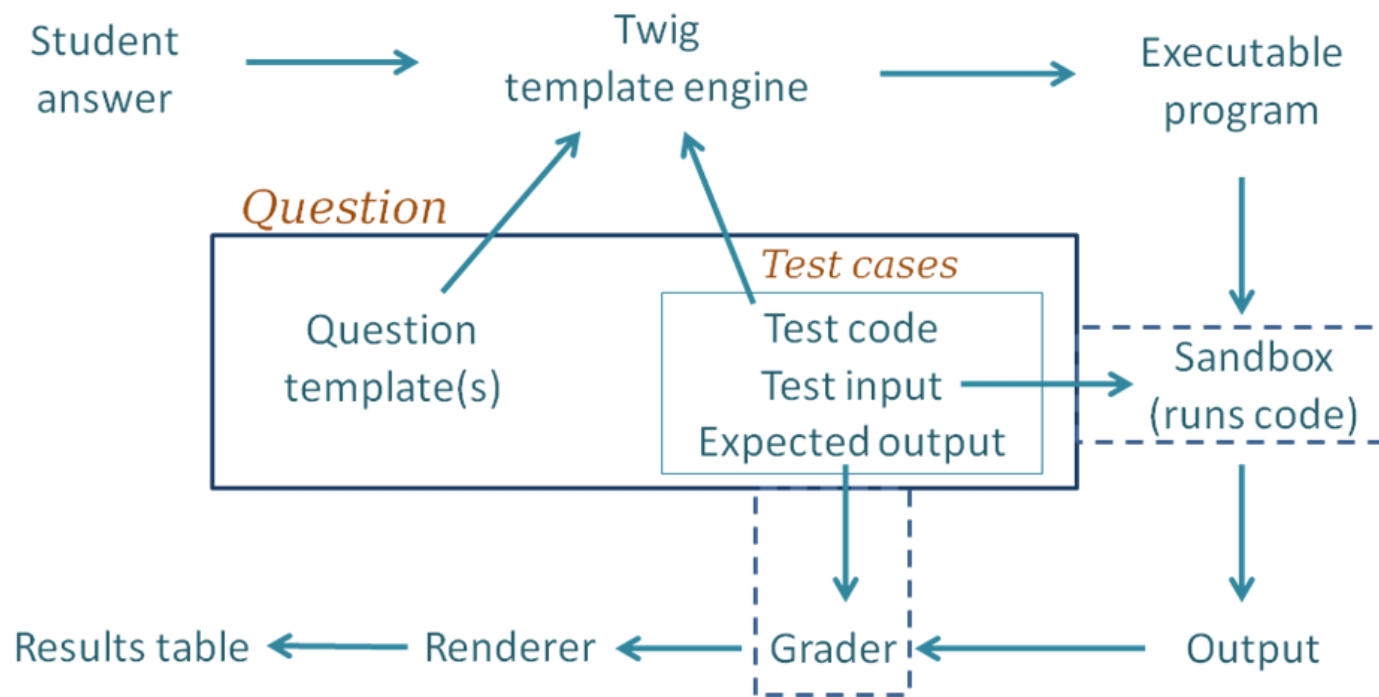 Student
answer
Twig
template engine
Executable
program
Question
Test cases
Question
template(s)
Test code
Test input
Expected output
Sandbox
(runs code)
Results table
Renderer
Grader
Output